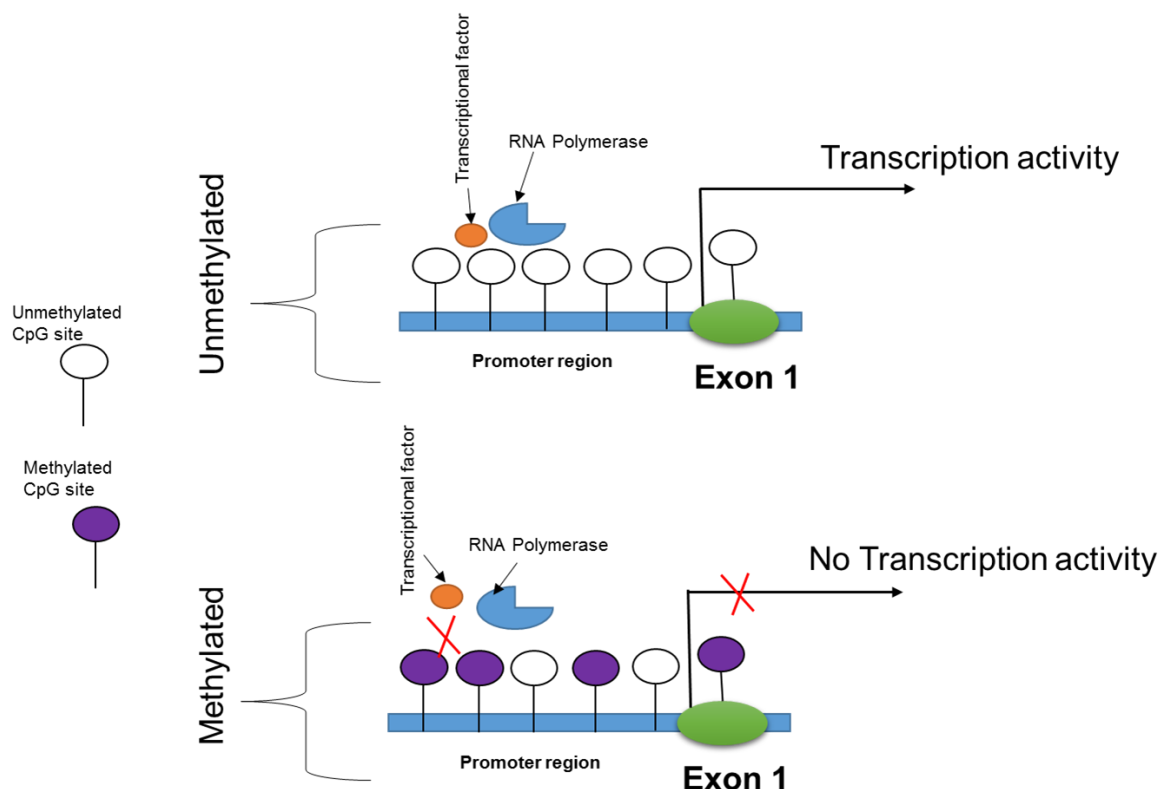 Transcriptional factor
RNA Polymerase
Transcription activity
Unmethylated
Unmethylated
CpG site
Promoter region
Exon 1
Methylated
CpG site
Transcriptional factor
RNA Polymerase
No Transcription activity
Methylated
Promoter region
Exon 1